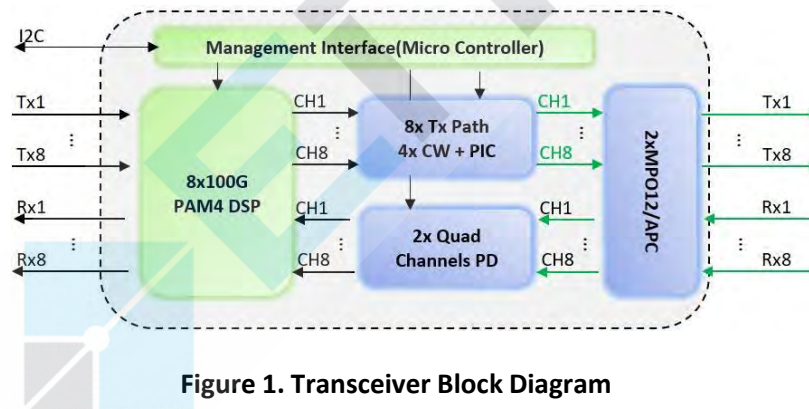 I2C
Management Interface(Micro Controller)
Tx1
CH1
CH1
Tx1
...
8x Tx Path
4x CW + PIC
...
...
...
Tx8
CH8
CH8
Tx8
8x100G
PAM4 DSP
2xMPO12/APC
Rx1
CH1
CH1
Rx1
...
2x Quad
Channels PD
...
...
...
Rx8
CH8
CH8
Rx8
Figure 1. Transceiver Block Diagram